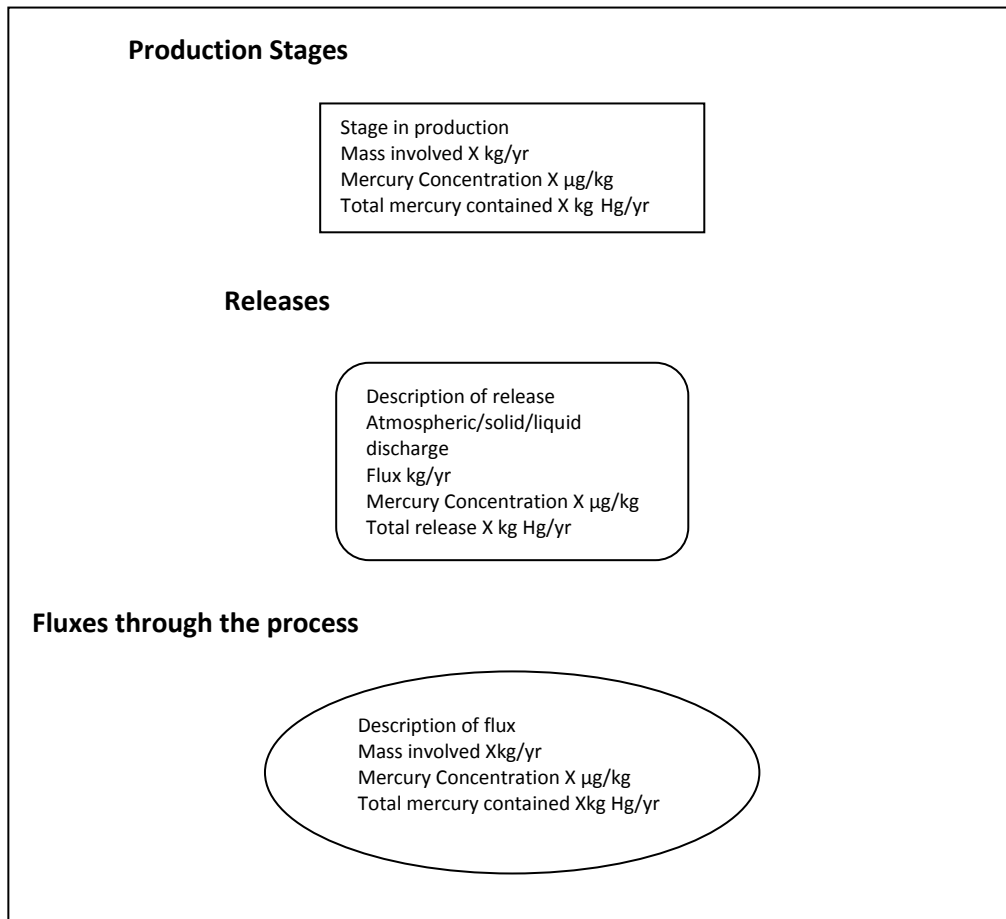 Production Stages
Stage in production
Mass involved X kg/yr
Mercury Concentration X µg/kg
Total mercury contained X kg Hg/yr
Releases
Description of release
Atmospheric/solid/liquid
discharge
Flux kg/yr
Mercury Concentration X µg/kg
Total release X kg Hg/yr
Fluxes through the process
Description of flux
Mass involved Xkg/yr
Mercury Concentration X µg/kg
Total mercury contained Xkg Hg/yr